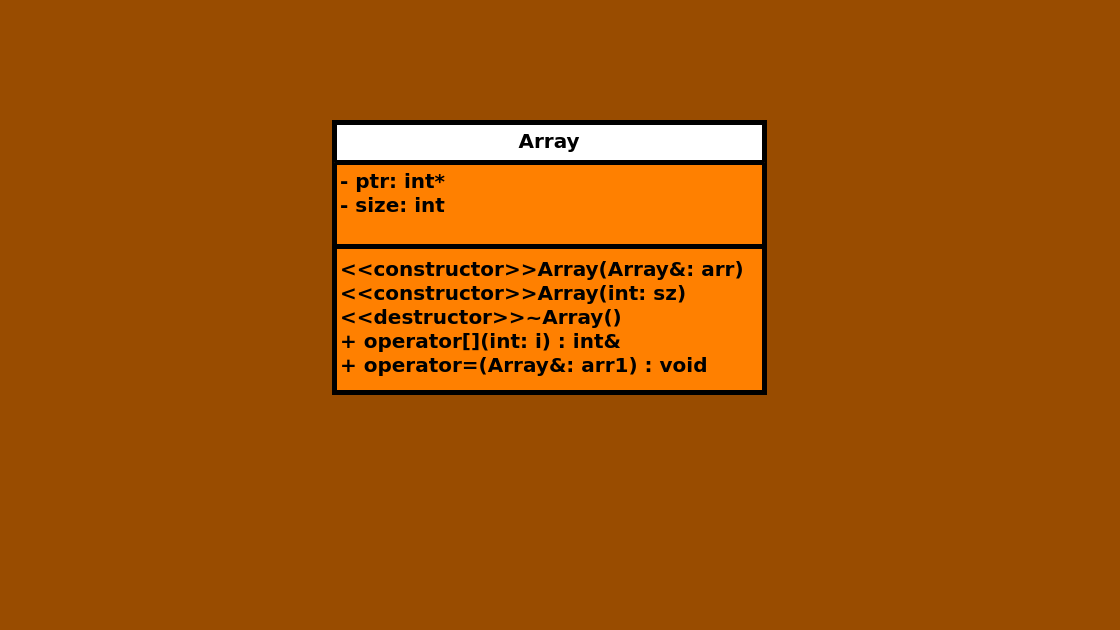 Array
- ptr: int*
- size: int
<<constructor>>Array(Array&: arr)
<<constructor>>Array(int: sz)
<<destructor>>~Array()
+ operator[](int: i) : int&
+ operator=(Array&: arr1) : void